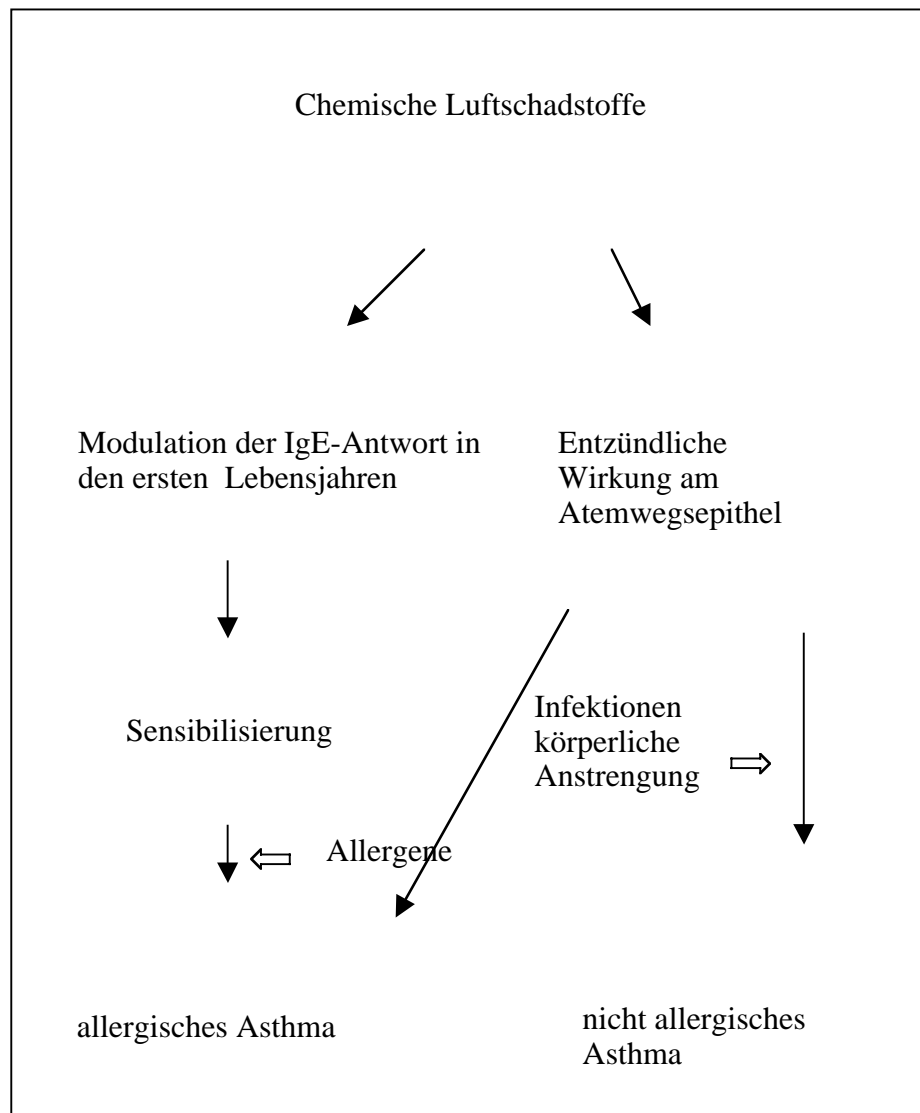 Chemische Luftschadstoffe
Modulation der IgE-Antwort in
den ersten Lebensjahren
Entzündliche
Wirkung am
Atemwegsepithel
Sensibilisierung
Infektionen
körperliche
Anstrengung
Allergene
allergisches Asthma
nicht allergisches
Asthma